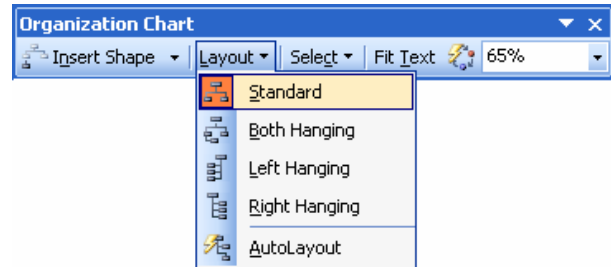 Organization Chart
Insert Shape Layout Select Fit Text 65%
Standard
Both Hanging
Left Hanging
Right Hanging
AutoLayout